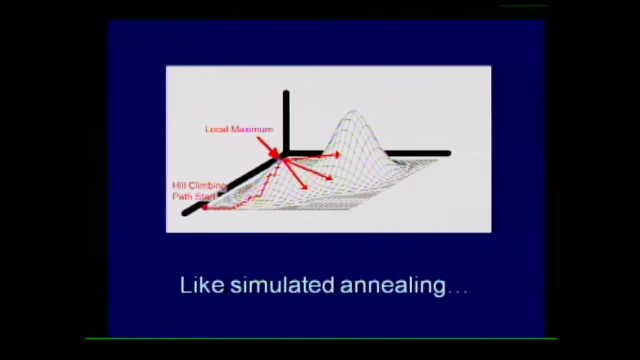 Local Maximum
Hill Climbing
Path Start
Like simulated annealing...